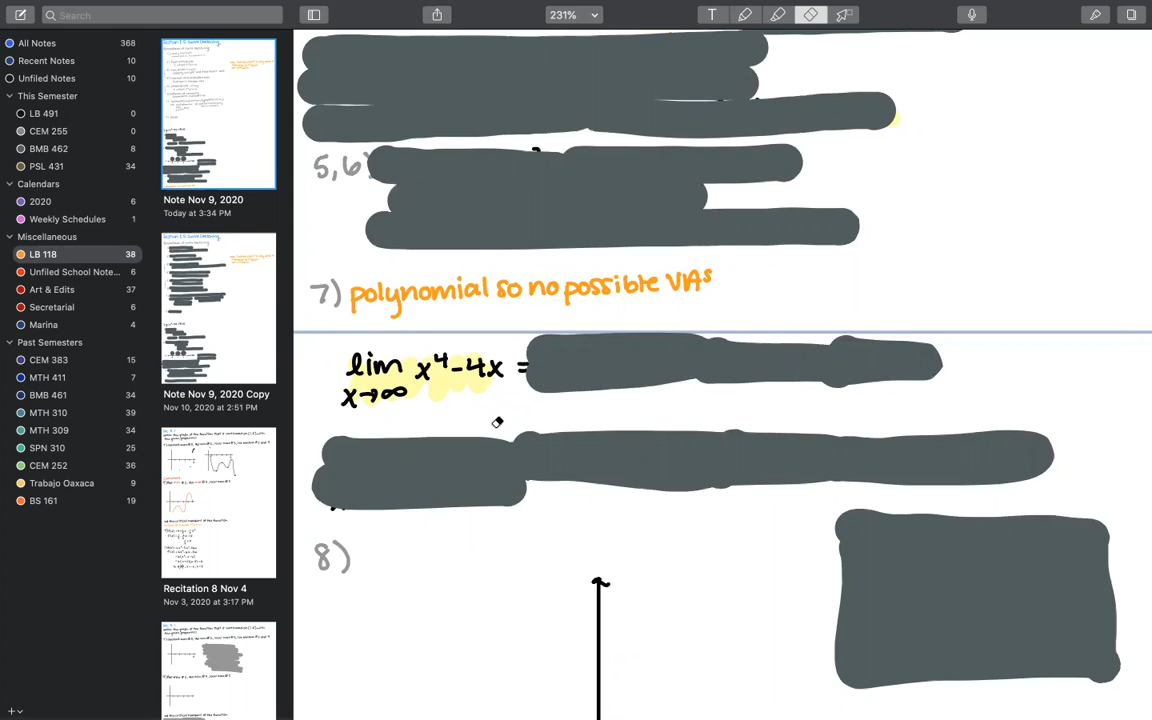 Search
231%
T
All Notes 368
Recent Notes 10
Unfiled Notes 10
This Semester
LB 491 0
CEM 255 0
BMB 462 8
PSL 431 34
Calendars
2020 6
Weekly Schedules 1
Miscellaneous
LB 118 38
Unfiled School Note... 6
Art & Edits 37
Secretarial 6
Marina 4
Past Semesters
CEM 383 15
MTH 411 7
BMB 461 34
MTH 310 39
MTH 309 34
SPN 310 25
CEM 252 36
Trabajo Oaxaca 9
BS 161 19
Note Nov 9, 2020
Today at 3:34 PM
Note Nov 9, 2020 Copy
Nov 10, 2020 at 2:51 PM
Recitation 8 Nov 4
Nov 3, 2020 at 3:17 PM
5,6)
7) polynomial so no possible VAs
lim x⁴-4x =
x→∞
8)